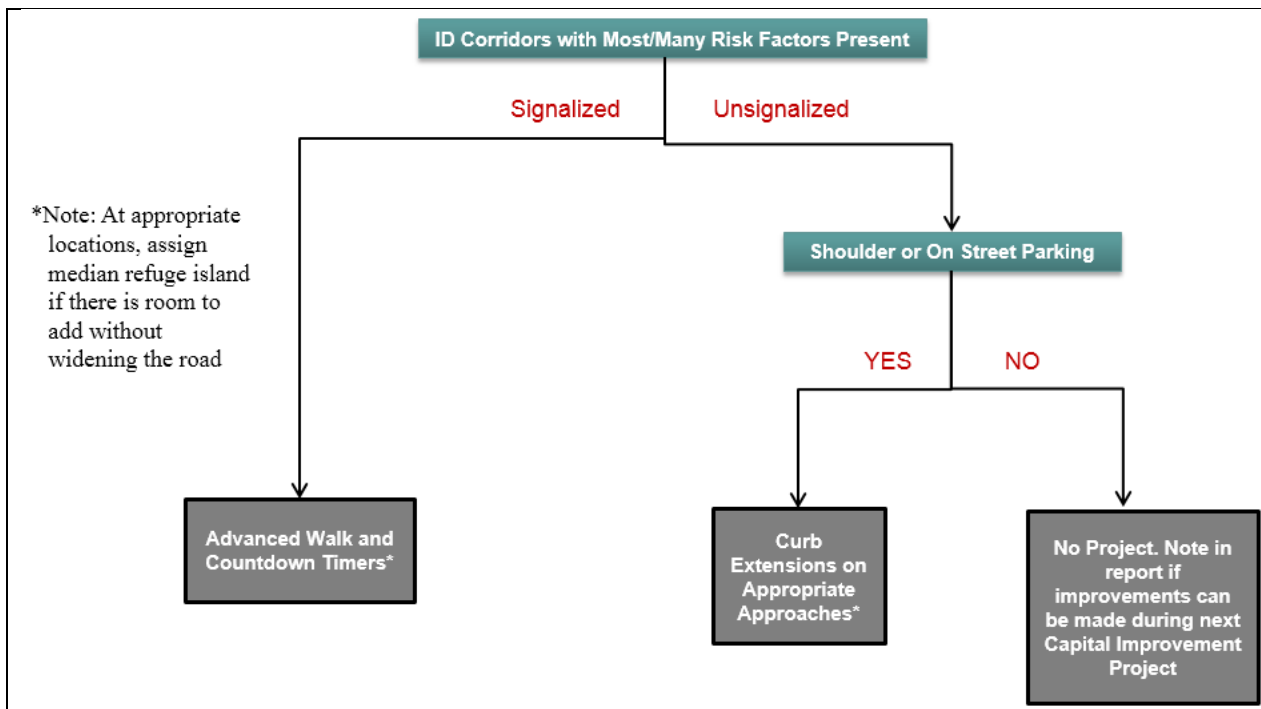 ID Corridors with Most/Many Risk Factors Present
Signalized
Unsignalized
*Note: At appropriate
locations, assign
median refuge island
if there is room to
add without
widening the road
Shoulder or On Street Parking
YES
NO
Advanced Walk and
Countdown Timers*
Curb
Extensions on
Appropriate
Approaches*
No Project. Note in
report if
improvements can
be made during next
Capital Improvement
Project